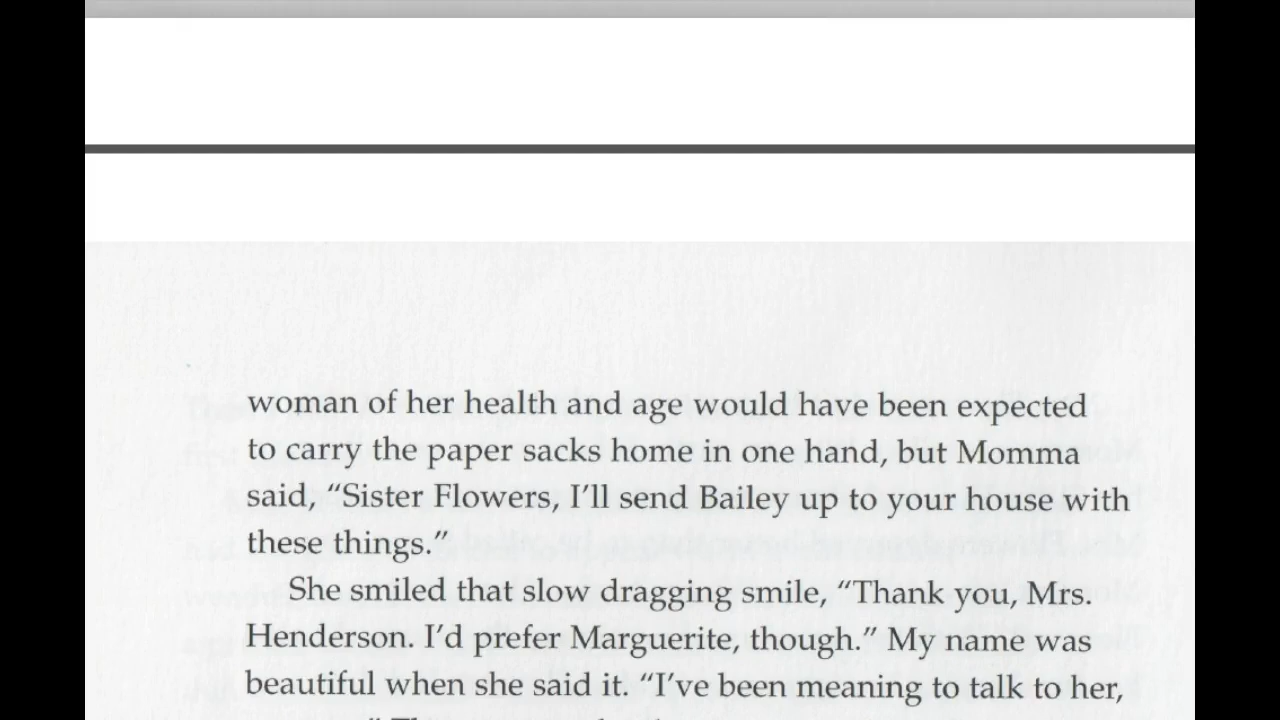 woman of her health and age would have been expected
to carry the paper sacks home in one hand, but Momma
said, “Sister Flowers, I’ll send Bailey up to your house with
these things.”
She smiled that slow dragging smile, “Thank you, Mrs.
Henderson. I’d prefer Marguerite, though.” My name was
beautiful when she said it. “I’ve been meaning to talk to her,